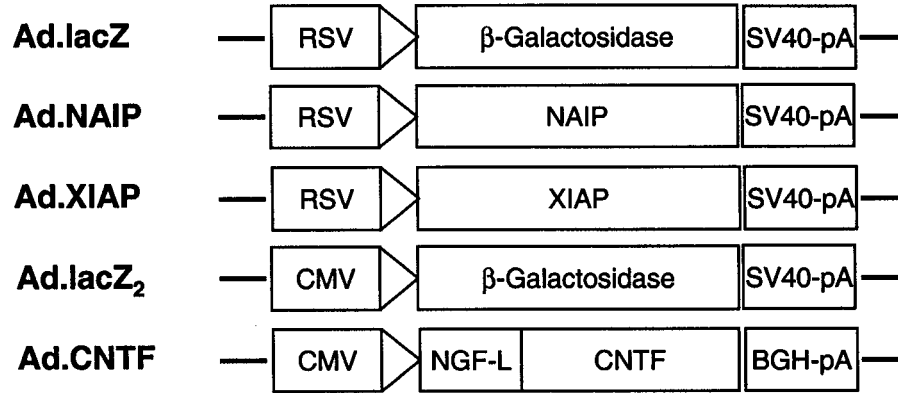 Ad.lacZ RSV β-Galactosidase SV40-pA
Ad.NAIP RSV NAIP SV40-pA
Ad.XIAP RSV XIAP SV40-pA
Ad.lacZ₂ CMV β-Galactosidase SV40-pA
Ad.CNTF CMV NGF-L CNTF BGH-pA